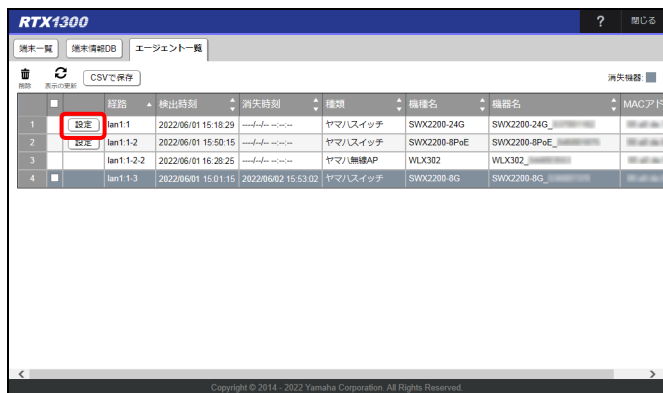 RTX1300 ? 閉じる
端末一覧 端末情報DB エージェント一覧
削除 表示の更新 CSVで保存 消失機器:
経路 検出時刻 消失時刻 種類 機種名 機器名 MACアド
1 設定 lan1:1 2022/06/01 15:18:29 ----/--/-- --:--:-- ヤマハスイッチ SWX2200-24G SWX2200-24G_
2 設定 lan1:1-2 2022/06/01 15:50:15 ----/--/-- --:--:-- ヤマハスイッチ SWX2200-8PoE SWX2200-8PoE_
3 lan1:1-2-2 2022/06/01 16:28:25 ----/--/-- --:--:-- ヤマハ無線AP WLX302 WLX302_
4 lan1:1-3 2022/06/01 15:01:15 2022/06/02 15:53:02 ヤマハスイッチ SWX2200-8G SWX2200-8G_
Copyright © 2014 - 2022 Yamaha Corporation. All Rights Reserved.